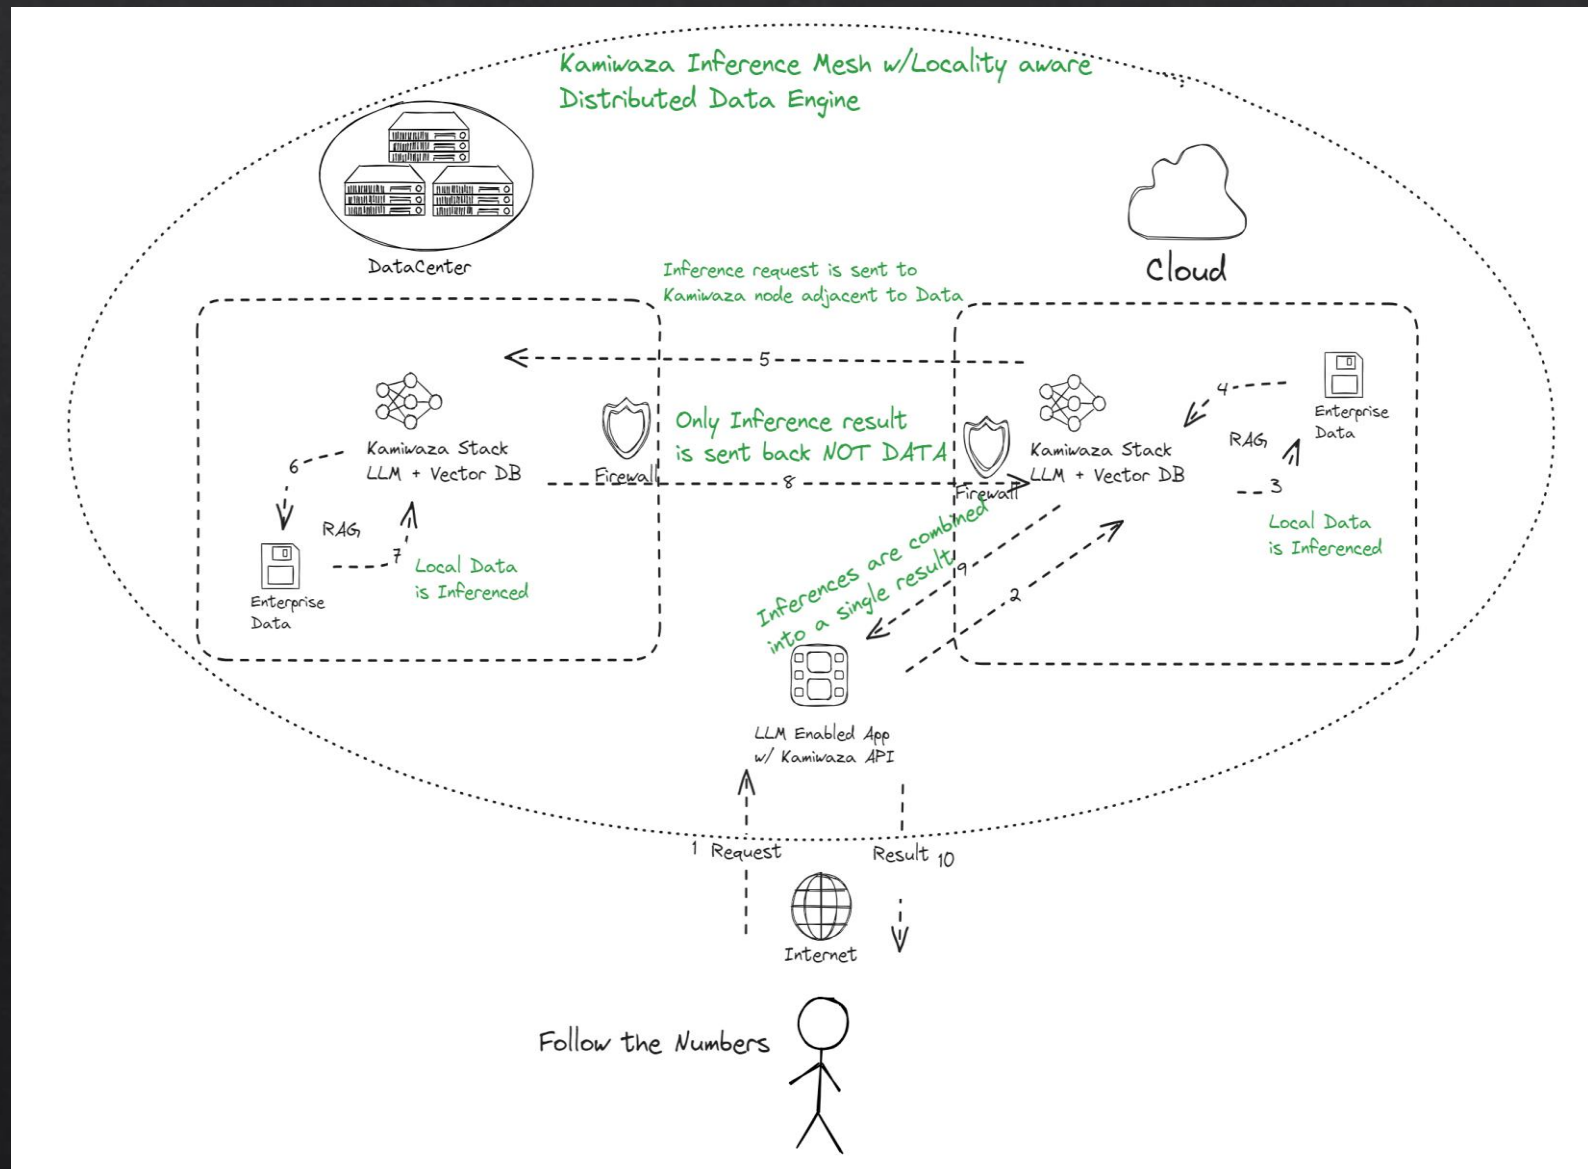 Kamiwaza Inference Mesh w/Locality aware
Distributed Data Engine
DataCenter
Cloud
Inference request is sent to
Kamiwaza node adjacent to Data
5
Kamiwaza Stack
LLM + Vector DB
6
RAG
7
Enterprise
Data
Local Data
is Inferenced
Firewall
Only Inference result
is sent back NOT DATA
8
Firewall
Kamiwaza Stack
LLM + Vector DB
4
Enterprise
Data
RAG
3
Local Data
is Inferenced
Inferences are combined
into a single result
9
2
LLM Enabled App
w/ Kamiwaza API
1 Request
Result 10
Internet
Follow the Numbers